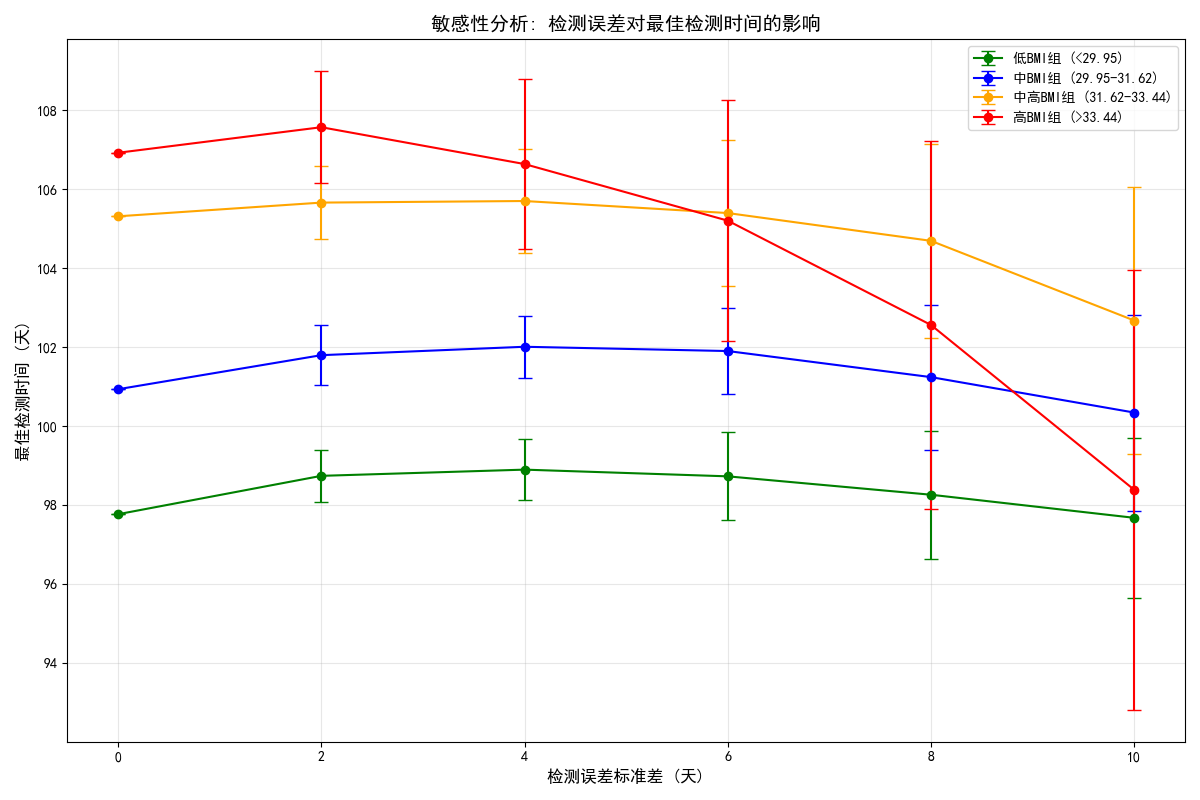 敏感性分析: 检测误差对最佳检测时间的影响
低BMI组 (<29.95)
中BMI组 (29.95-31.62)
中高BMI组 (31.62-33.44)
高BMI组 (>33.44)
最佳检测时间 (天)
108
106
104
102
100
98
96
94
0 2 4 6 8 10
检测误差标准差 (天)